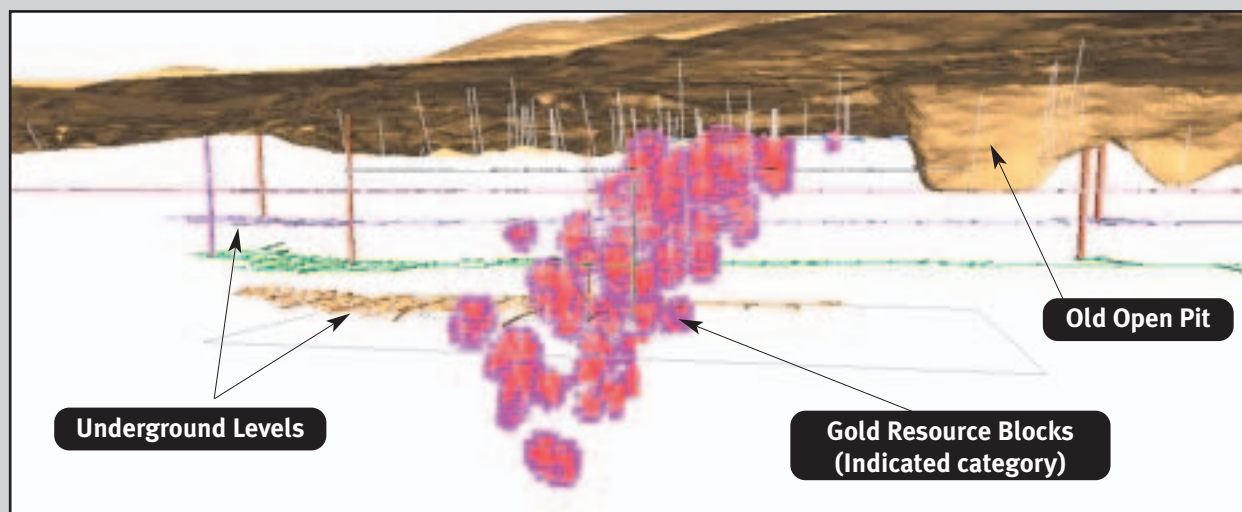 Old Open Pit
Underground Levels
Gold Resource Blocks
(Indicated category)